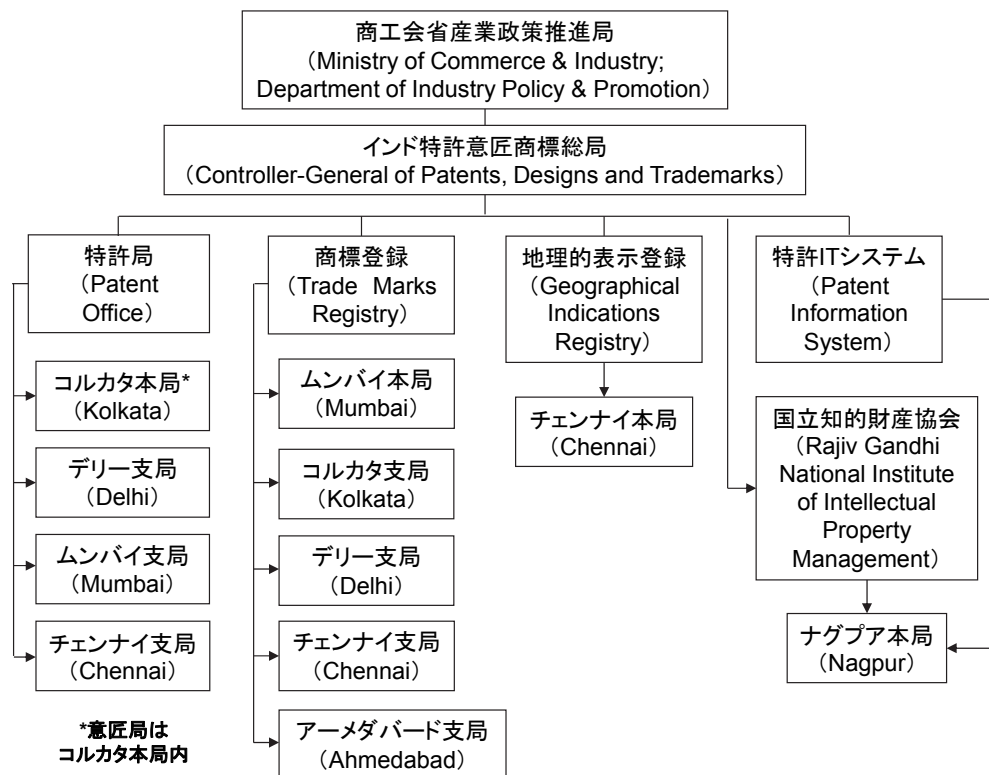 商工会省産業政策推進局
（Ministry of Commerce & Industry;
Department of Industry Policy & Promotion）
インド特許意匠商標総局
（Controller-General of Patents, Designs and Trademarks）
特許局
（Patent
Office）
コルカタ本局*
（Kolkata）
デリー支局
（Delhi）
ムンバイ支局
（Mumbai）
チェンナイ支局
（Chennai）
*意匠局は
コルカタ本局内
商標登録
（Trade Marks
Registry）
ムンバイ本局
（Mumbai）
コルカタ支局
（Kolkata）
デリー支局
（Delhi）
チェンナイ支局
（Chennai）
アーメダバード支局
（Ahmedabad）
地理的表示登録
（Geographical
Indications
Registry）
チェンナイ本局
（Chennai）
特許ITシステム
（Patent
Information
System）
国立知的財産協会
（Rajiv Gandhi
National Institute
of Intellectual
Property
Management）
ナグプア本局
（Nagpur）